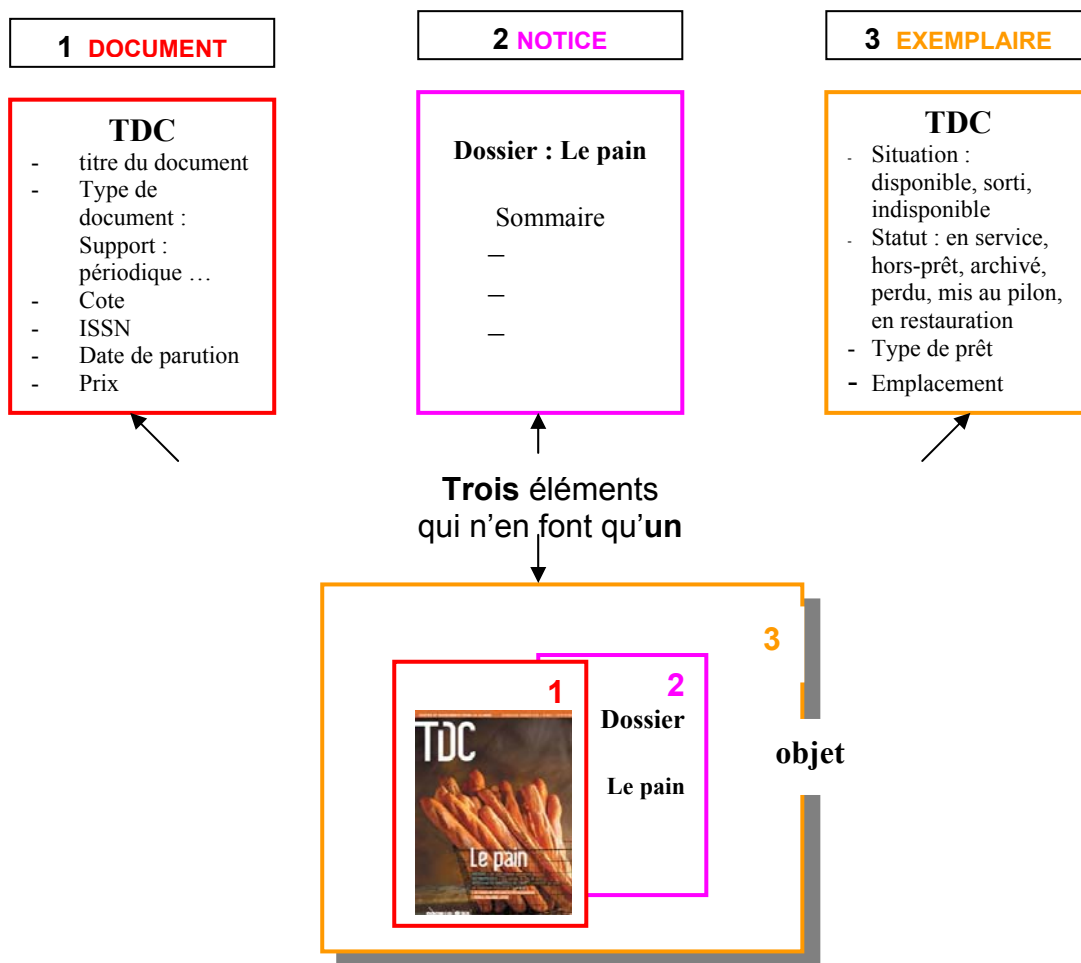 1 DOCUMENT
2 NOTICE
3 EXEMPLAIRE
TDC
- titre du document
- Type de
document :
Support :
périodique …
- Cote
- ISSN
- Date de parution
- Prix
Dossier : Le pain
Sommaire
–
–
–
TDC
- Situation :
disponible, sorti,
indisponible
- Statut : en service,
hors-prêt, archivé,
perdu, mis au pilon,
en restauration
- Type de prêt
- Emplacement
Trois éléments
qui n'en font qu'un
3
1
2
Dossier
Le pain
objet
TDC
Le pain